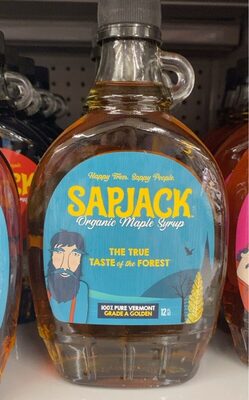 Happy Trees. Sappy People.
SAPJACK
Organic Maple Syrup
THE TRUE
TASTE of the FOREST
100% PURE VERMONT
GRADE A GOLDEN
12